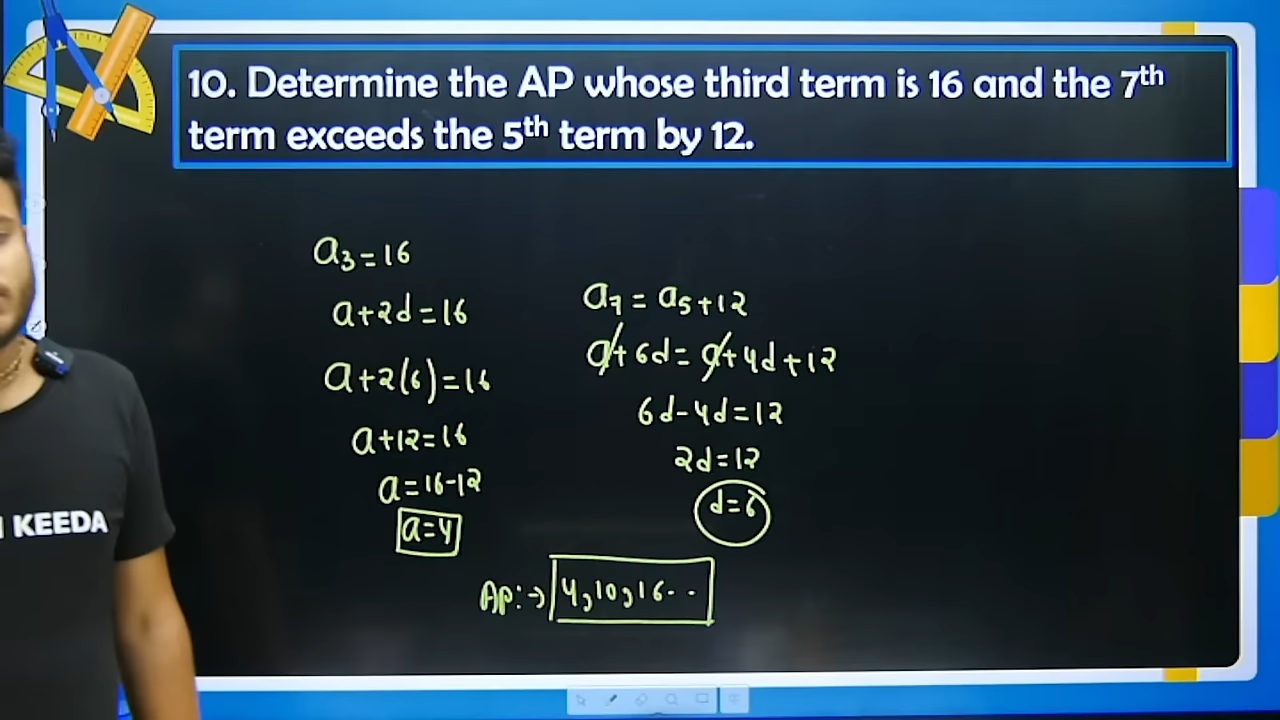 10. Determine the AP whose third term is 16 and the 7th
term exceeds the 5th term by 12.
a3 = 16
a+2d = 16
a+2(6) = 16
a+12 = 16
a = 16-12
a = 4
a7 = a5 + 12
a + 6d = a + 4d + 12
6d - 4d = 12
2d = 12
d = 6
AP:→ 4, 10, 16 . .
KEEDA